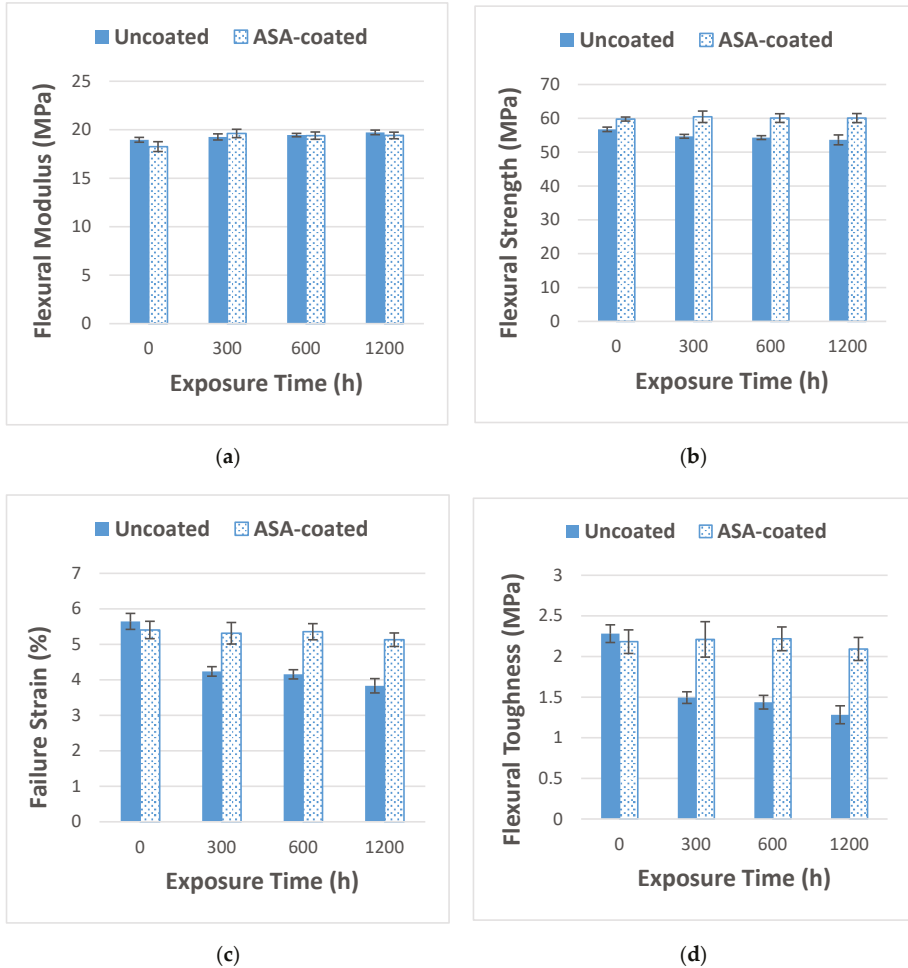 Uncoated ASA-coated
Flexural Modulus (MPa)
25
20
15
10
5
0
0 300 600 1200
Exposure Time (h)
(a)
Uncoated ASA-coated
Flexural Strength (MPa)
70
60
50
40
30
20
10
0
0 300 600 1200
Exposure Time (h)
(b)
Uncoated ASA-coated
Failure Strain (%)
7
6
5
4
3
2
1
0
0 300 600 1200
Exposure Time (h)
(c)
Uncoated ASA-coated
Flexural Toughness (MPa)
3
2.5
2
1.5
1
0.5
0
0 300 600 1200
Exposure Time (h)
(d)